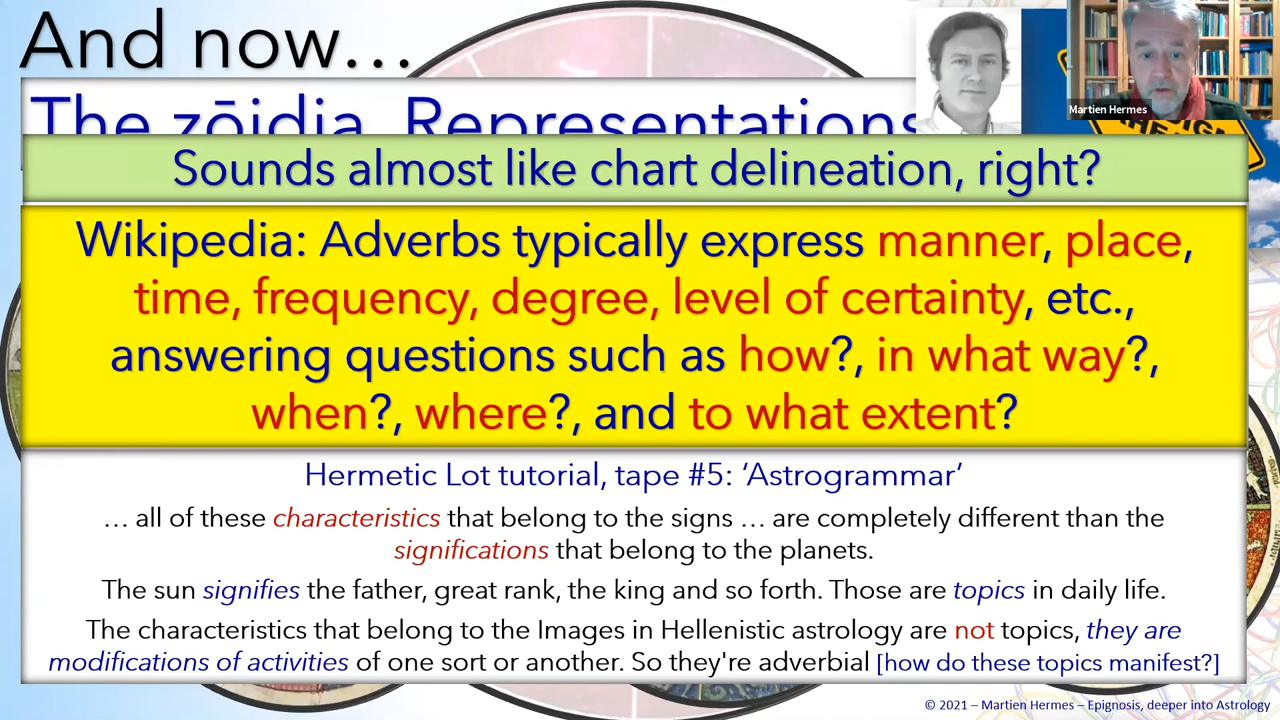 And now…
The zōidia. Representations
Martien Hermes
THE SIGN
Sounds almost like chart delineation, right?
Wikipedia: Adverbs typically express manner, place,
time, frequency, degree, level of certainty, etc.,
answering questions such as how?, in what way?,
when?, where?, and to what extent?
Hermetic Lot tutorial, tape #5: ‘Astrogrammar’
… all of these characteristics that belong to the signs … are completely different than the
significations that belong to the planets.
The sun signifies the father, great rank, the king and so forth. Those are topics in daily life.
The characteristics that belong to the Images in Hellenistic astrology are not topics, they are
modifications of activities of one sort or another. So they're adverbial [how do these topics manifest?]
© 2021 – Martien Hermes – Epignosis, deeper into Astrology